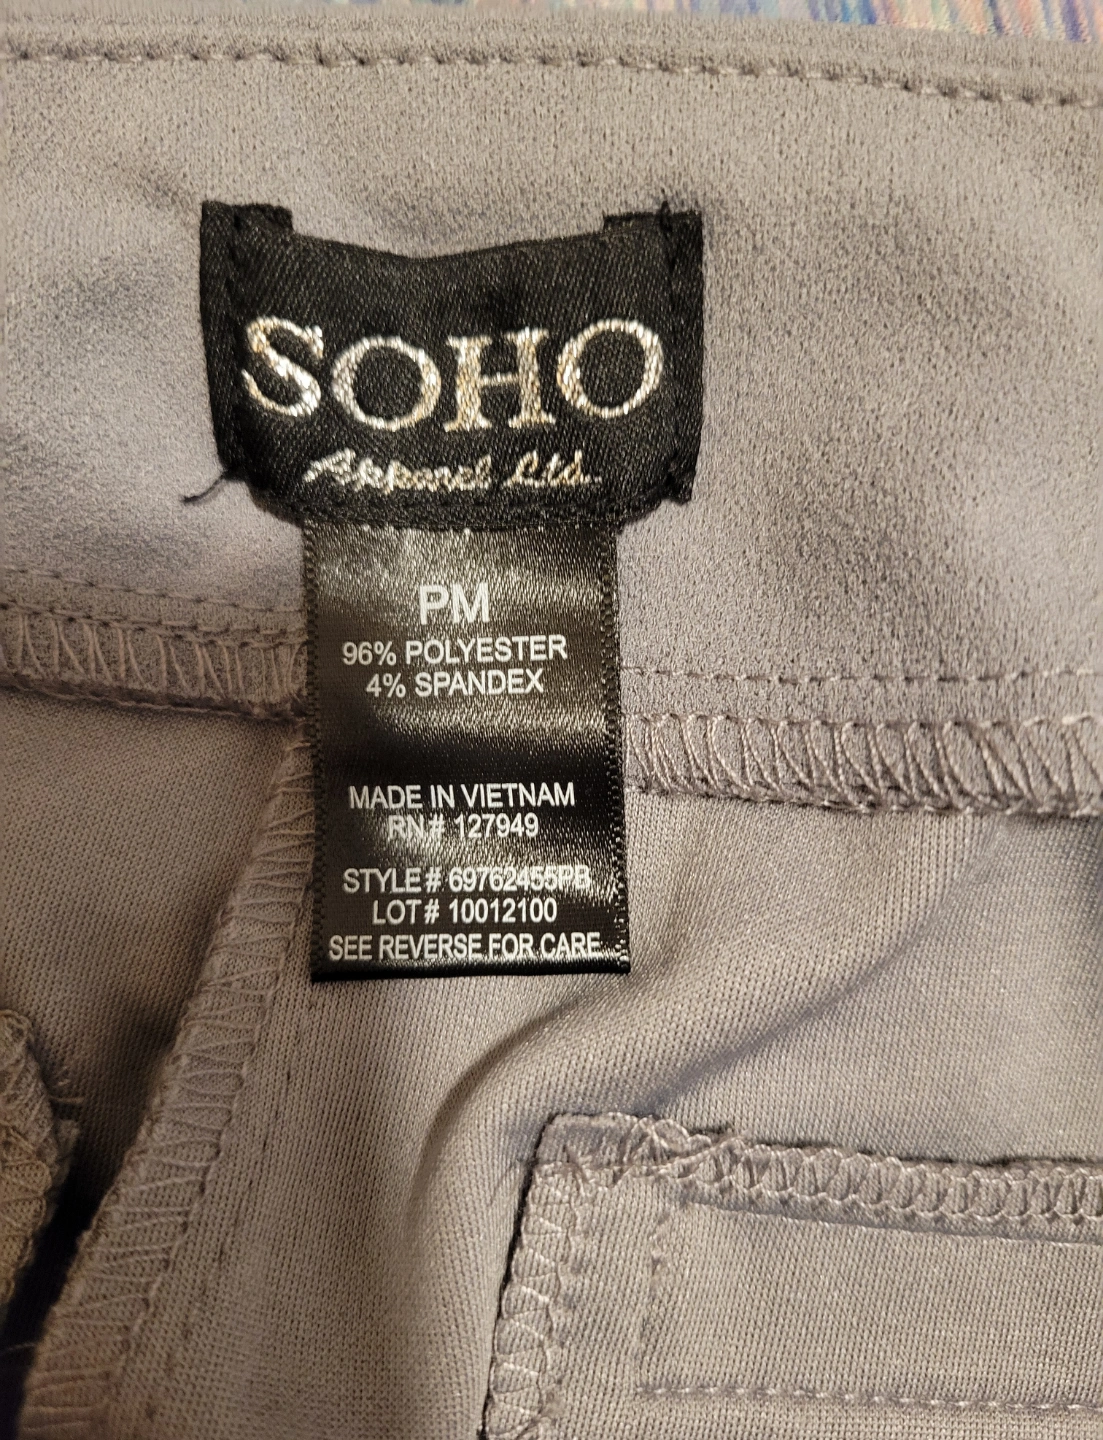 SOHO
Apparel Ltd.
PM
96% POLYESTER
4% SPANDEX
MADE IN VIETNAM
RN# 127949
STYLE# 69762455PB
LOT# 10012100
SEE REVERSE FOR CARE